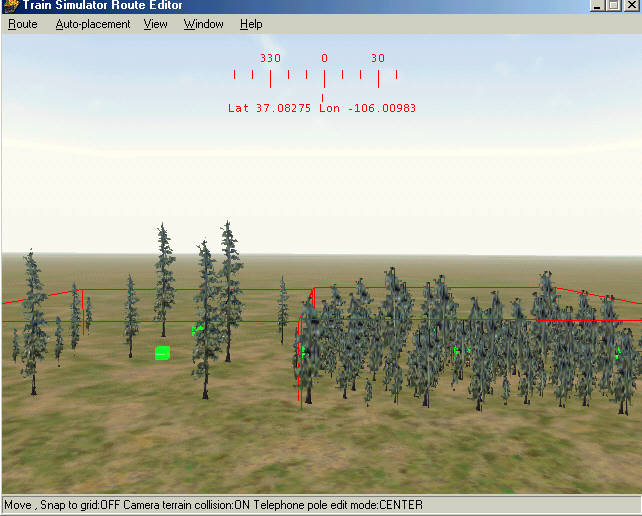 Train Simulator Route Editor
Route Auto-placement View Window Help
330 0 30
Lat 37.08275 Lon -106.00983
Move , Snap to grid:OFF Camera terrain collision:ON Telephone pole edit mode:CENTER